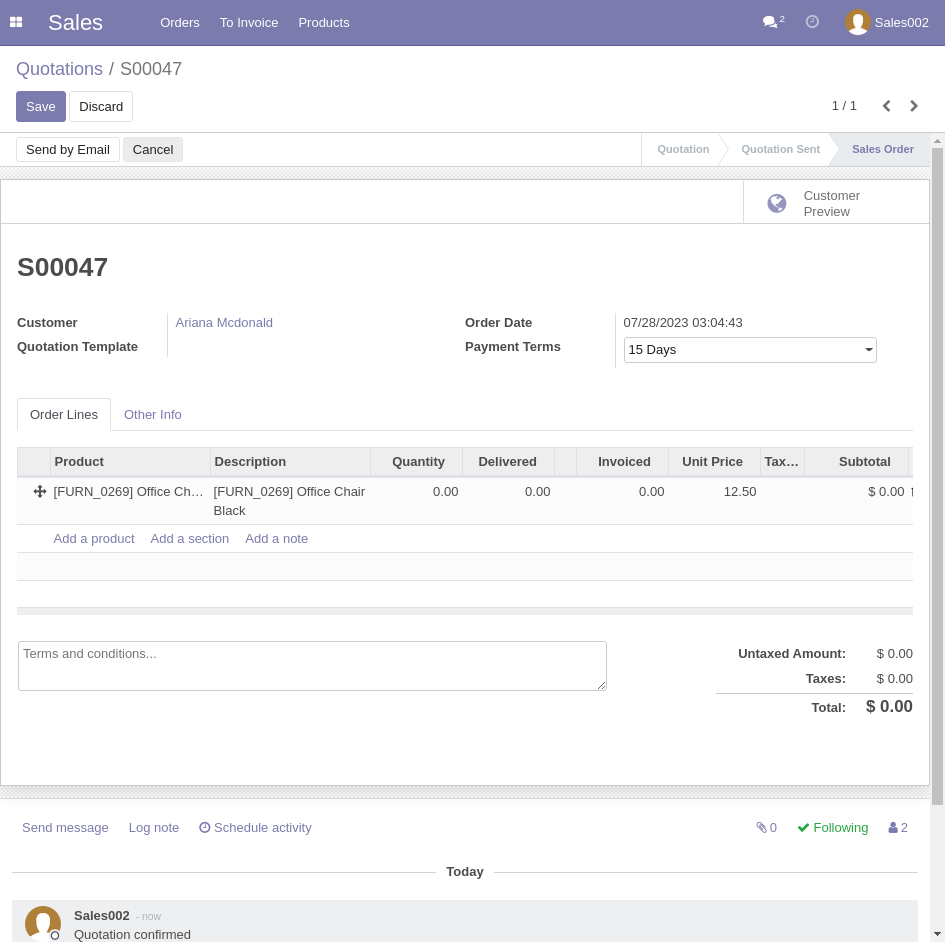 Sales Orders To Invoice Products 2 Sales002
Quotations / S00047
Save Discard 1 / 1
Send by Email Cancel Quotation Quotation Sent Sales Order
Customer
Preview
S00047
Customer Ariana Mcdonald Order Date 07/28/2023 03:04:43
Quotation Template Payment Terms 15 Days
Order Lines Other Info
Product Description Quantity Delivered Invoiced Unit Price Tax… Subtotal
[FURN_0269] Office Ch… [FURN_0269] Office Chair 0.00 0.00 0.00 12.50 $ 0.00
Black
Add a product Add a section Add a note
Terms and conditions... Untaxed Amount: $ 0.00
Taxes: $ 0.00
Total: $ 0.00
Send message Log note Schedule activity 0 Following 2
Today
Sales002 - now
Quotation confirmed